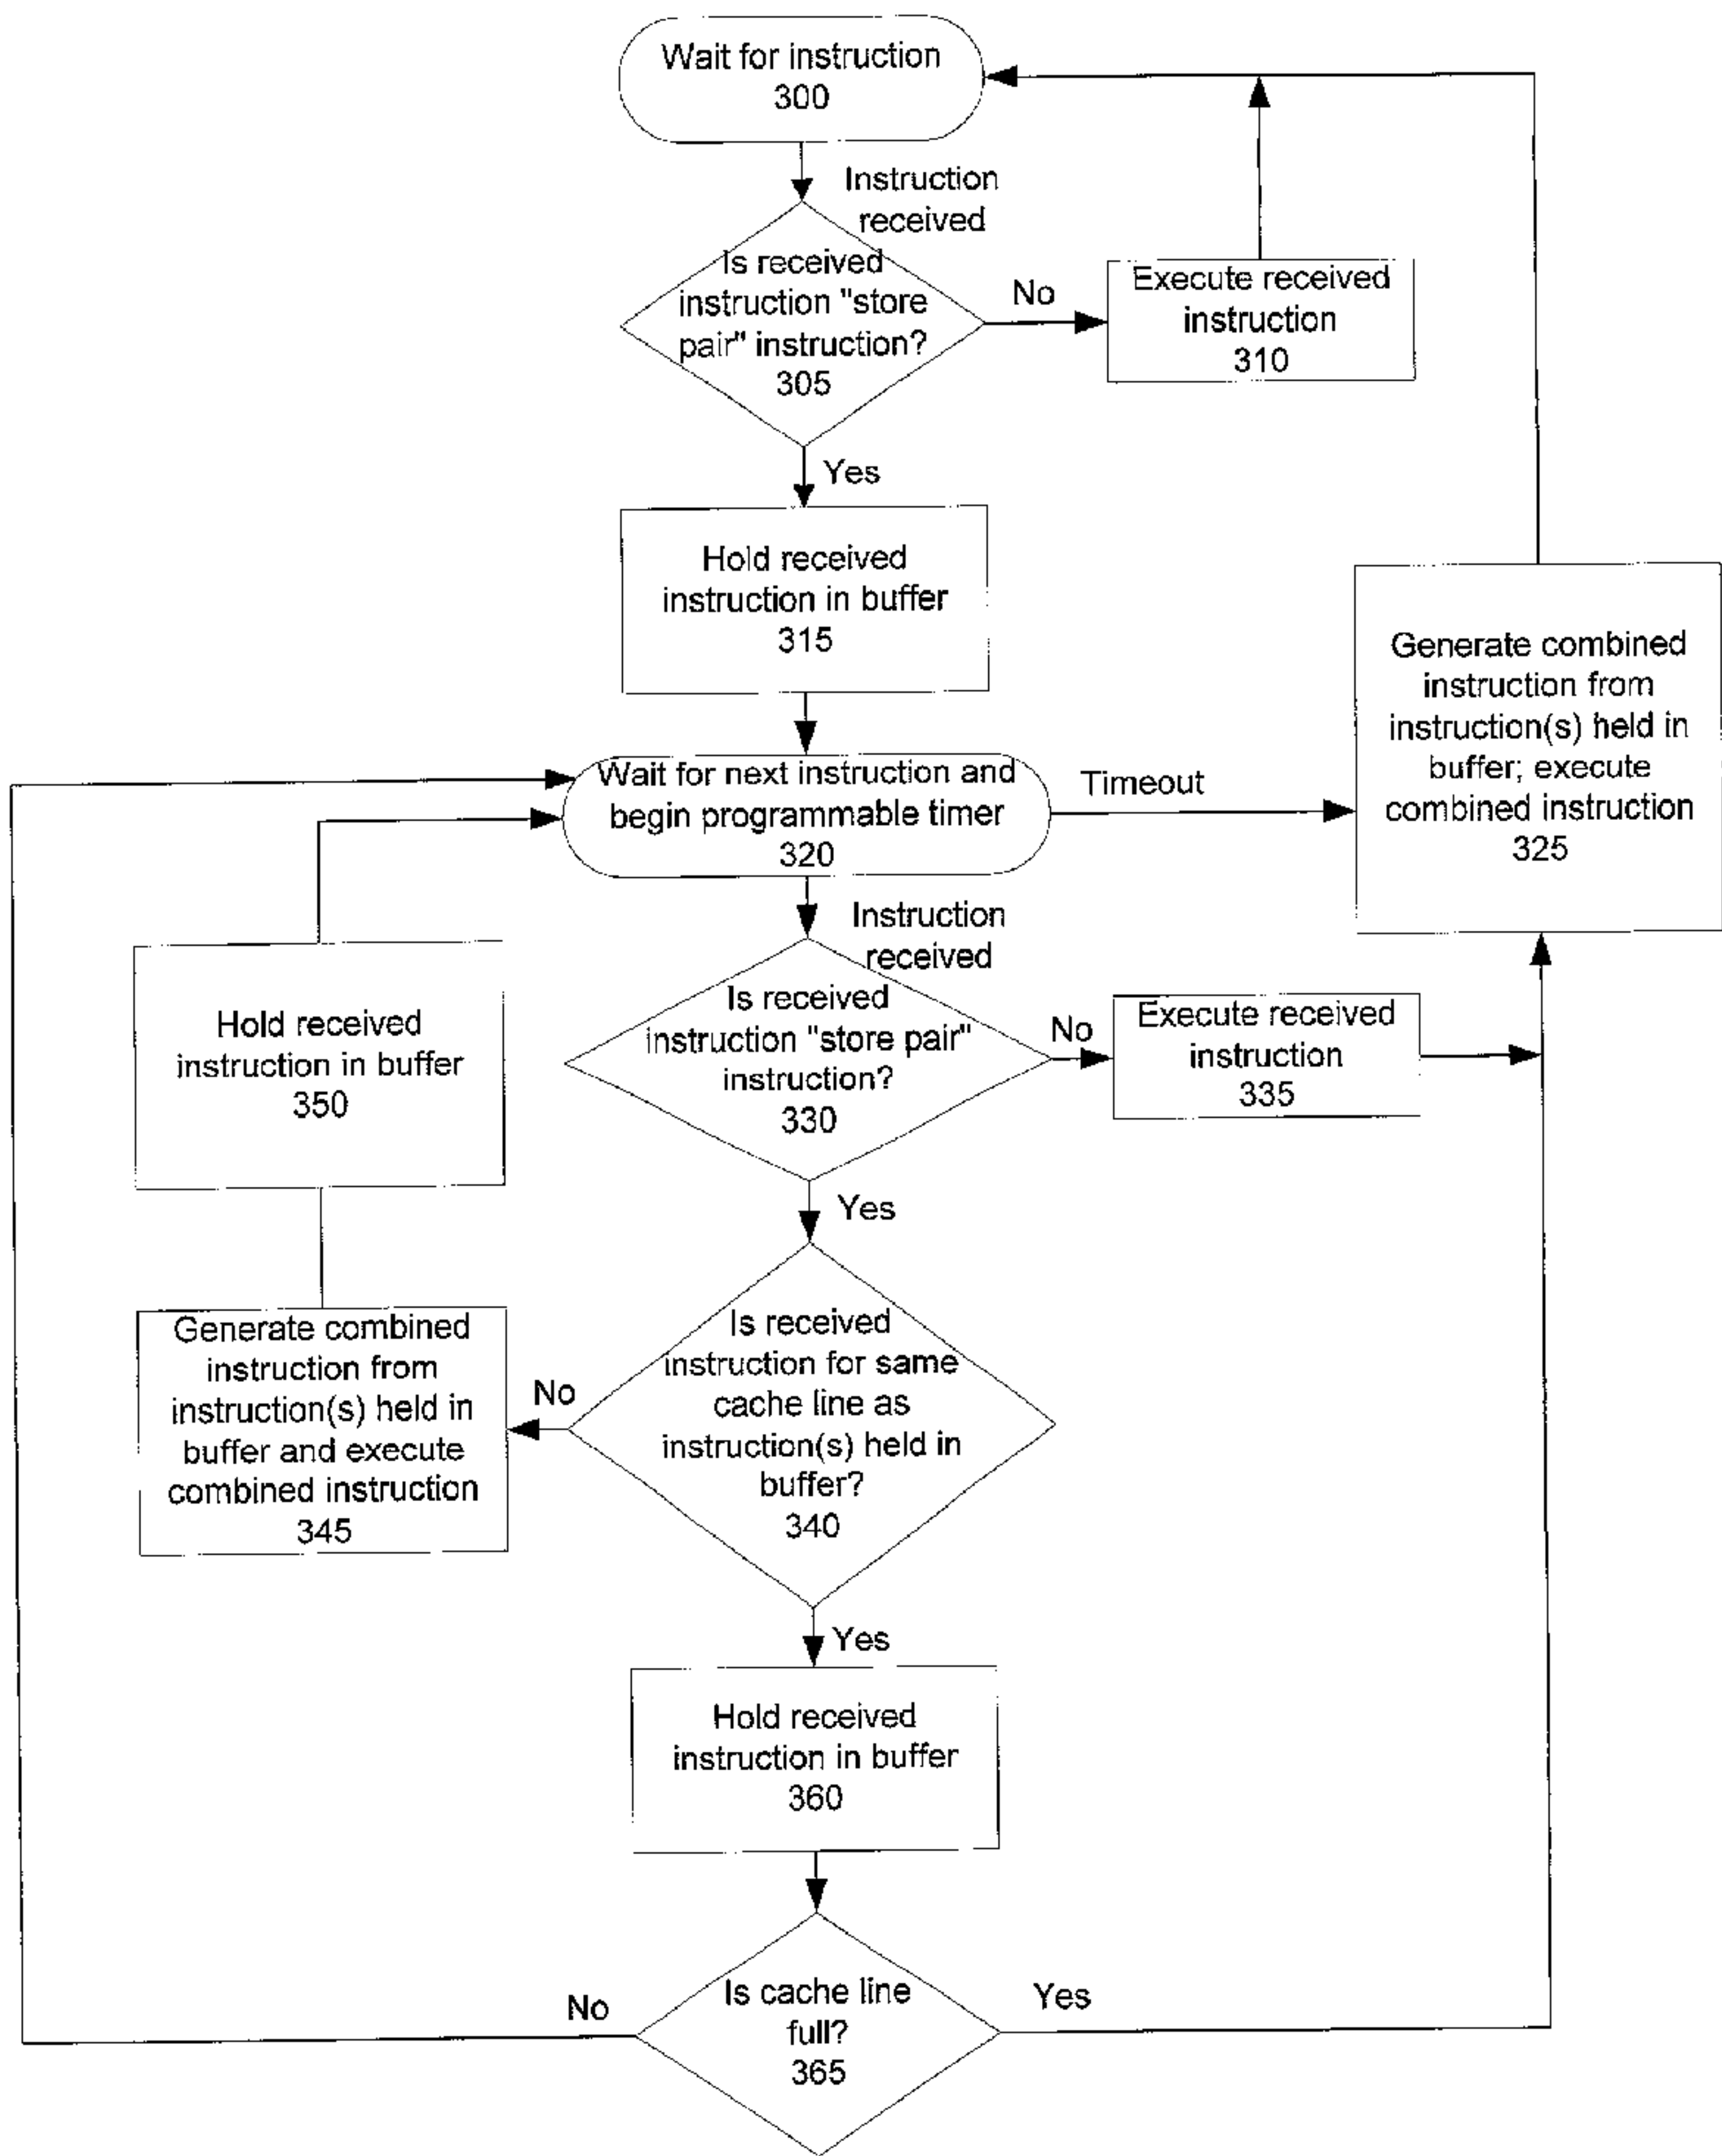 Wait for instruction
300
Instruction
received
Is received
instruction "store
pair" instruction?
305
No
Execute received
instruction
310
Yes
Hold received
instruction in buffer
315
Wait for next instruction and
begin programmable timer
320
Timeout
Generate combined
instruction from
instruction(s) held in
buffer; execute
combined instruction
325
Instruction
received
Is received
instruction "store pair"
instruction?
330
No
Execute received
instruction
335
Hold received
instruction in buffer
350
Yes
Is received
instruction for same
cache line as
instruction(s) held in
buffer?
340
No
Generate combined
instruction from
instruction(s) held in
buffer and execute
combined instruction
345
Yes
Hold received
instruction in buffer
360
Is cache line
full?
365
No
Yes